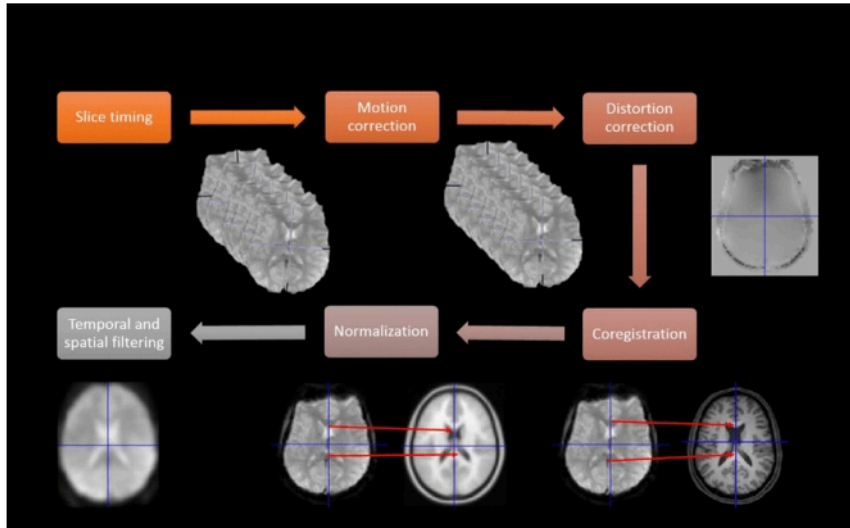 Slice timing
Motion
correction
Distortion
correction
Temporal and
spatial filtering
Normalization
Coregistration